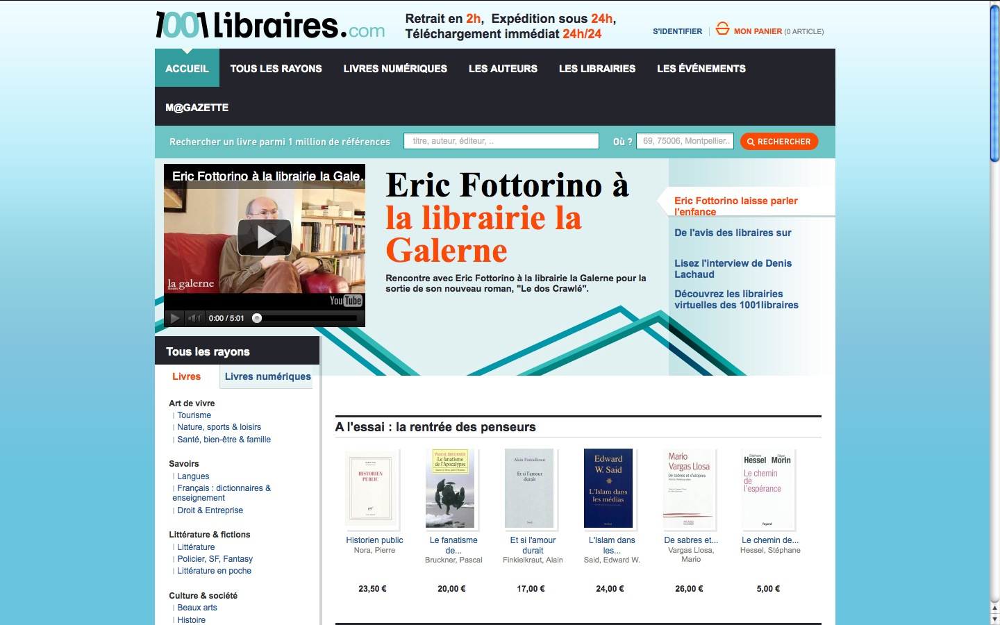 1001libraires.com
Retrait en 2h, Expédition sous 24h,
Téléchargement immédiat 24h/24
S'IDENTIFIER
MON PANIER (0 ARTICLE)
ACCUEIL
TOUS LES RAYONS
LIVRES NUMÉRIQUES
LES AUTEURS
LES LIBRAIRIES
LES ÉVÉNEMENTS
M@GAZETTE
Rechercher un livre parmi 1 million de références
titre, auteur, éditeur, ..
Où ?
69, 75006, Montpellier..
RECHERCHER
Eric Fottorino à la librairie la Gale...
la galerne
YouTube
0:00 / 5:01
Eric Fottorino à
la librairie la
Galerne
Rencontre avec Eric Fottorino à la librairie la Galerne pour la
sortie de son nouveau roman, "Le dos Crawlé".
Eric Fottorino laisse parler
l'enfance
De l'avis des libraires sur
Lisez l'interview de Denis
Lachaud
Découvrez les librairies
virtuelles des 1001libraires
Tous les rayons
Livres
Livres numériques
Art de vivre
Tourisme
Nature, sports & loisirs
Santé, bien-être & famille
Savoirs
Langues
Français : dictionnaires &
enseignement
Droit & Entreprise
Littérature & fictions
Littérature
Policier, SF, Fantasy
Littérature en poche
Culture & société
Beaux arts
Histoire
A l'essai : la rentrée des penseurs
HISTORIEN
PUBLIC
nrf
PASCAL BRUCKNER
Le fanatisme
de l'Apocalypse
Alain Finkielkraut
Et si l'amour
durait
Stock
Edward
W. Said
L'Islam dans
les médias
Mario
Vargas Llosa
De sabres et d'utopies
Stéphane Hessel
Edgar Morin
Le chemin
de
l'espérance
fayard
Historien public
Nora, Pierre
23,50 €
Le fanatisme
de...
Bruckner, Pascal
20,00 €
Et si l'amour
durait
Finkielkraut, Alain
17,00 €
L'Islam dans
les...
Said, Edward W.
24,00 €
De sabres et...
Vargas Llosa,
Mario
26,00 €
Le chemin de...
Hessel, Stéphane
5,00 €